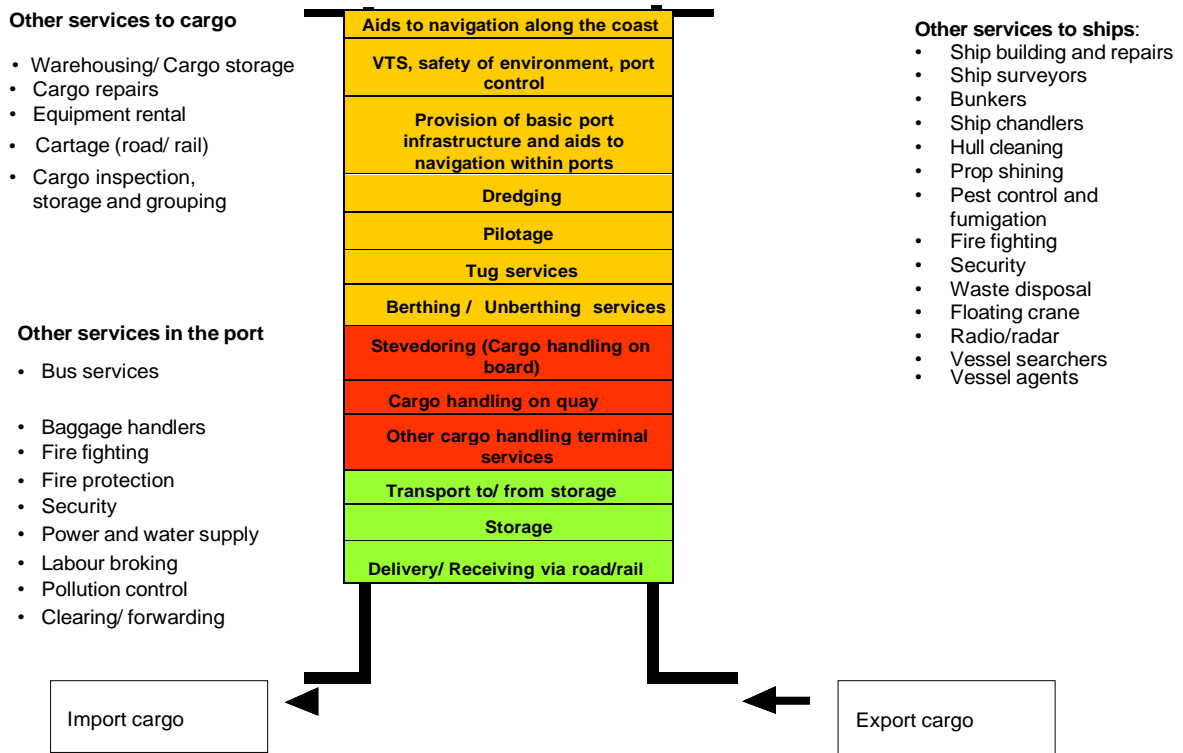 Other services to cargo
• Warehousing/ Cargo storage
• Cargo repairs
• Equipment rental
• Cartage (road/ rail)
• Cargo inspection,
storage and grouping
Other services in the port
• Bus services
• Baggage handlers
• Fire fighting
• Fire protection
• Security
• Power and water supply
• Labour broking
• Pollution control
• Clearing/ forwarding
Aids to navigation along the coast
VTS, safety of environment, port
control
Provision of basic port
infrastructure and aids to
navigation within ports
Dredging
Pilotage
Tug services
Berthing / Unberthing services
Stevedoring (Cargo handling on
board)
Cargo handling on quay
Other cargo handling terminal
services
Transport to/ from storage
Storage
Delivery/ Receiving via road/rail
Other services to ships:
• Ship building and repairs
• Ship surveyors
• Bunkers
• Ship chandlers
• Hull cleaning
• Prop shining
• Pest control and
fumigation
• Fire fighting
• Security
• Waste disposal
• Floating crane
• Radio/radar
• Vessel searchers
• Vessel agents
Import cargo
Export cargo